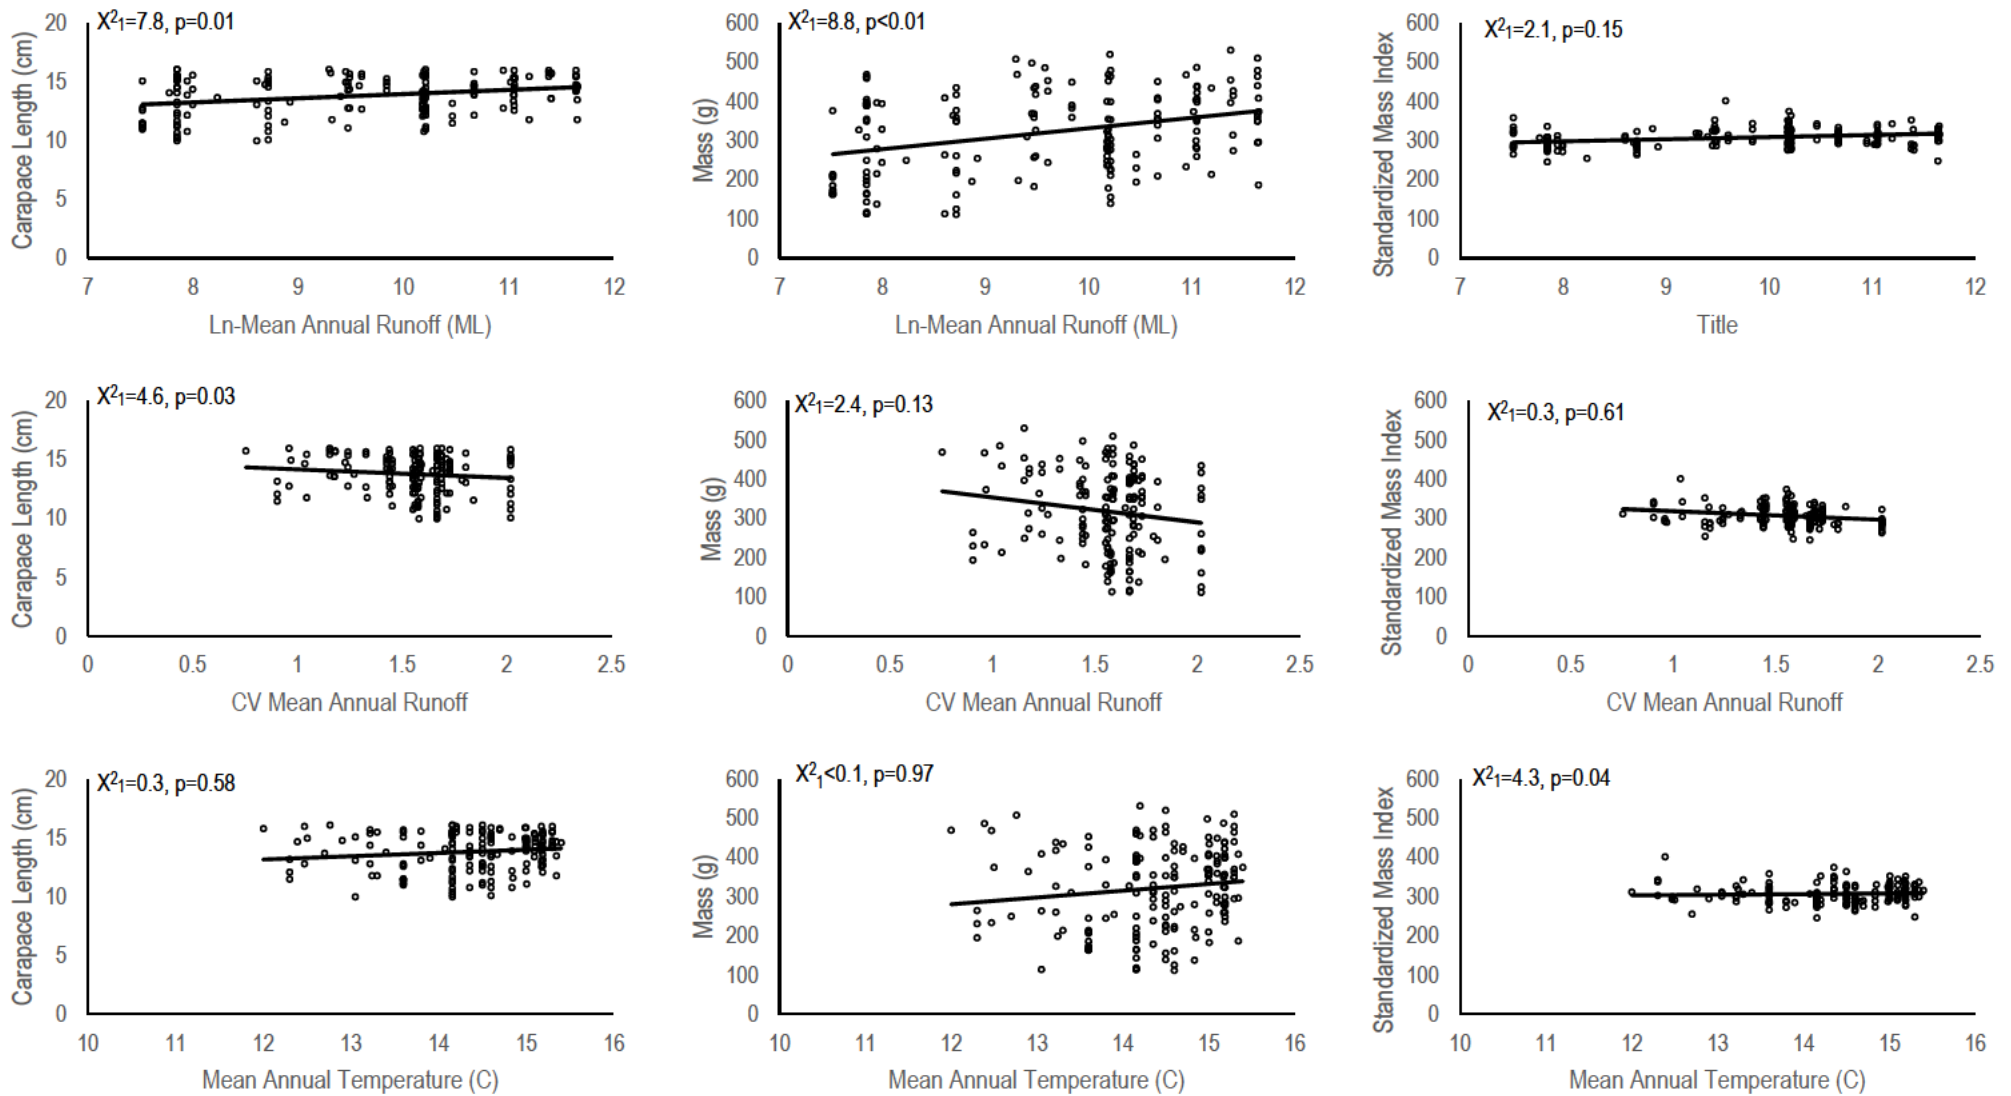 X²₁=7.8, p=0.01
Carapace Length (cm)
20
15
10
5
0
7 8 9 10 11 12
Ln-Mean Annual Runoff (ML)
X²₁=8.8, p<0.01
Mass (g)
600
500
400
300
200
100
0
7 8 9 10 11 12
Ln-Mean Annual Runoff (ML)
X²₁=2.1, p=0.15
Standardized Mass Index
600
500
400
300
200
100
0
7 8 9 10 11 12
Title
X²₁=4.6, p=0.03
Carapace Length (cm)
20
15
10
5
0
0 0.5 1 1.5 2 2.5
CV Mean Annual Runoff
X²₁=2.4, p=0.13
Mass (g)
600
500
400
300
200
100
0
0 0.5 1 1.5 2 2.5
CV Mean Annual Runoff
X²₁=0.3, p=0.61
Standardized Mass Index
600
500
400
300
200
100
0
0 0.5 1 1.5 2 2.5
CV Mean Annual Runoff
X²₁=0.3, p=0.58
Carapace Length (cm)
20
15
10
5
0
10 11 12 13 14 15 16
Mean Annual Temperature (C)
X²₁<0.1, p=0.97
Mass (g)
600
500
400
300
200
100
0
10 11 12 13 14 15 16
Mean Annual Temperature (C)
X²₁=4.3, p=0.04
Standardized Mass Index
600
500
400
300
200
100
0
10 11 12 13 14 15 16
Mean Annual Temperature (C)